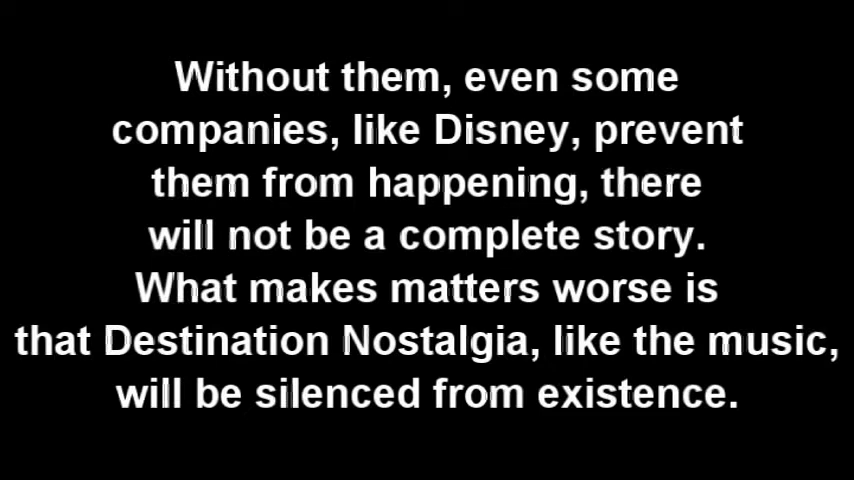 Without them, even some
companies, like Disney, prevent
them from happening, there
will not be a complete story.
What makes matters worse is
that Destination Nostalgia, like the music,
will be silenced from existence.